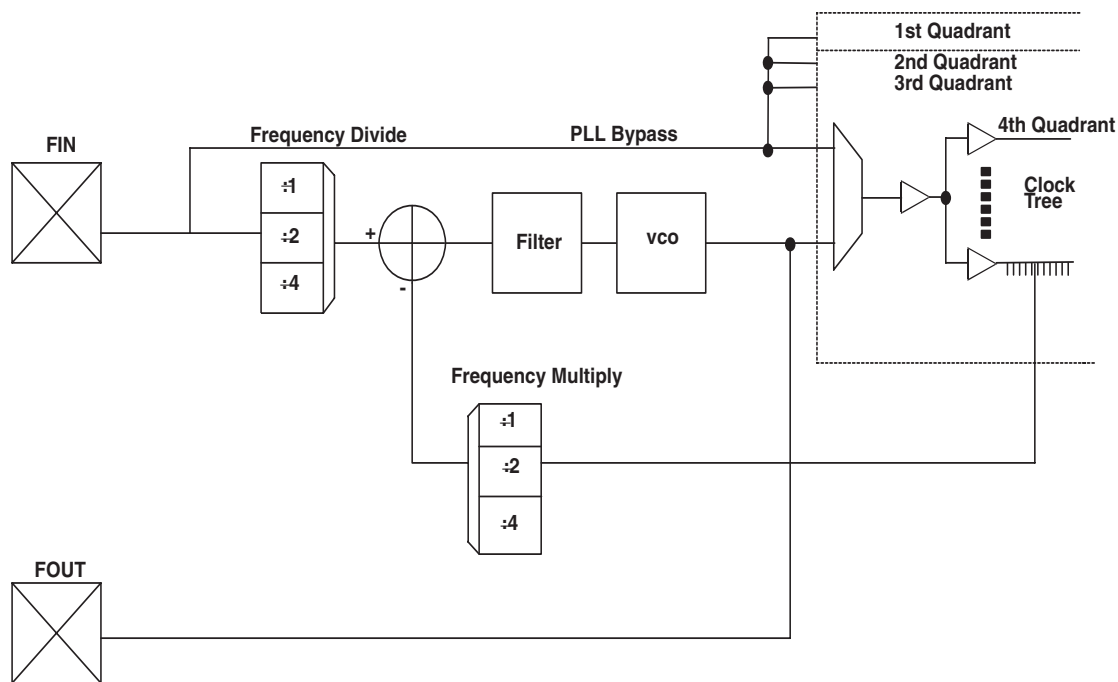 1st Quadrant
2nd Quadrant
3rd Quadrant
4th Quadrant
FIN
Frequency Divide
PLL Bypass
÷1
÷2
÷4
+
-
Filter
vco
Clock
Tree
Frequency Multiply
÷1
÷2
÷4
FOUT